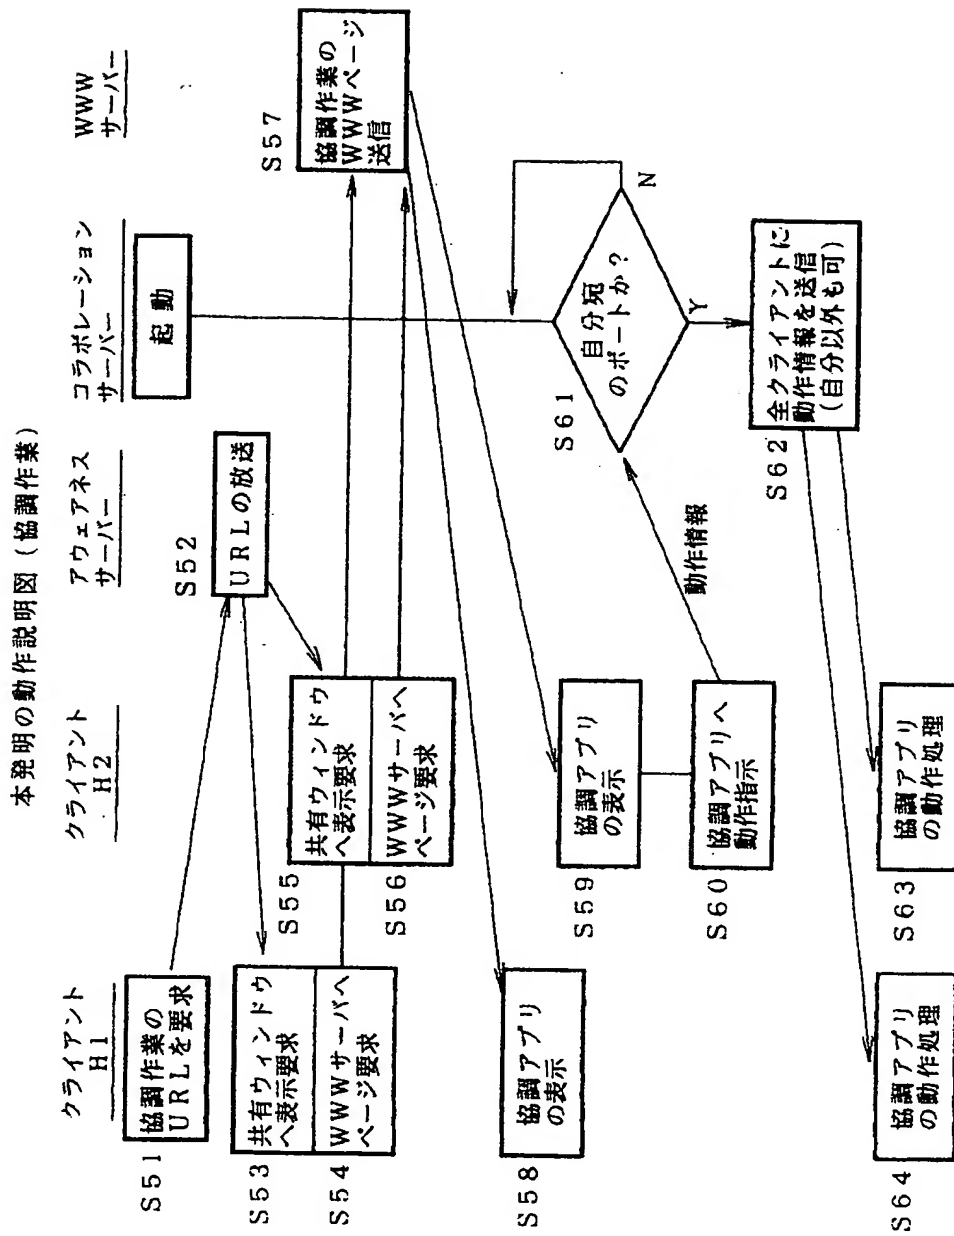 本発明の動作説明図(協調作業)
クライアント
H1
クライアント
H2
アウェアネス
サーバー
コラボレーション
サーバー
WWW
サーバー
S51
協調作業の
URLを要求
S52
URLの放送
起動
S53
共有ウィンドウ
へ表示要求
S54
WWWサーバへ
ページ要求
S55
共有ウィンドウ
へ表示要求
S56
WWWサーバへ
ページ要求
S57
協調作業の
WWWページ
送信
S58
協調アプリ
の表示
S59
協調アプリ
の表示
S60
協調アプリへ
動作指示
動作情報
S61
自分宛
のポートか?
N
Y
S62
全クライアントに
動作情報を送信
(自分以外も可)
S63
協調アプリ
の動作処理
S64
協調アプリ
の動作処理